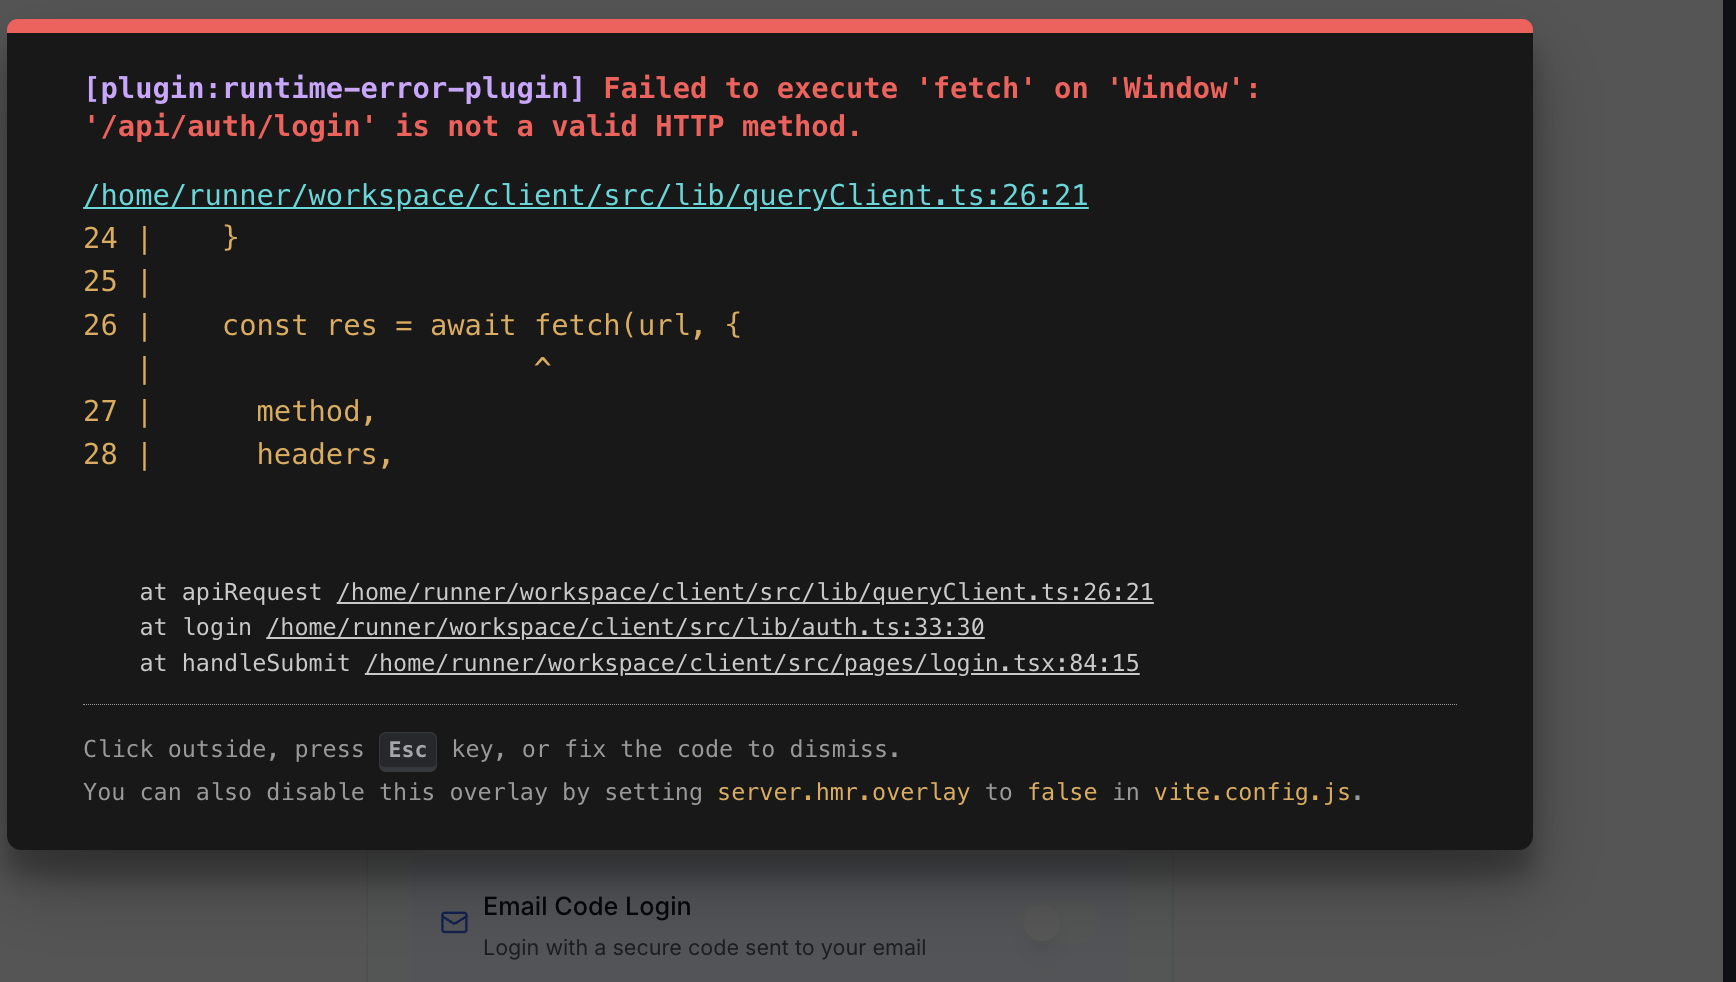 [plugin:runtime-error-plugin] Failed to execute 'fetch' on 'Window':
'/api/auth/login' is not a valid HTTP method.
/home/runner/workspace/client/src/lib/queryClient.ts:26:21
24 |    }
25 |
26 |    const res = await fetch(url, {
   |                      ^
27 |      method,
28 |      headers,
at apiRequest /home/runner/workspace/client/src/lib/queryClient.ts:26:21
at login /home/runner/workspace/client/src/lib/auth.ts:33:30
at handleSubmit /home/runner/workspace/client/src/pages/login.tsx:84:15
Click outside, press Esc key, or fix the code to dismiss.
You can also disable this overlay by setting server.hmr.overlay to false in vite.config.js.
Email Code Login
Login with a secure code sent to your email